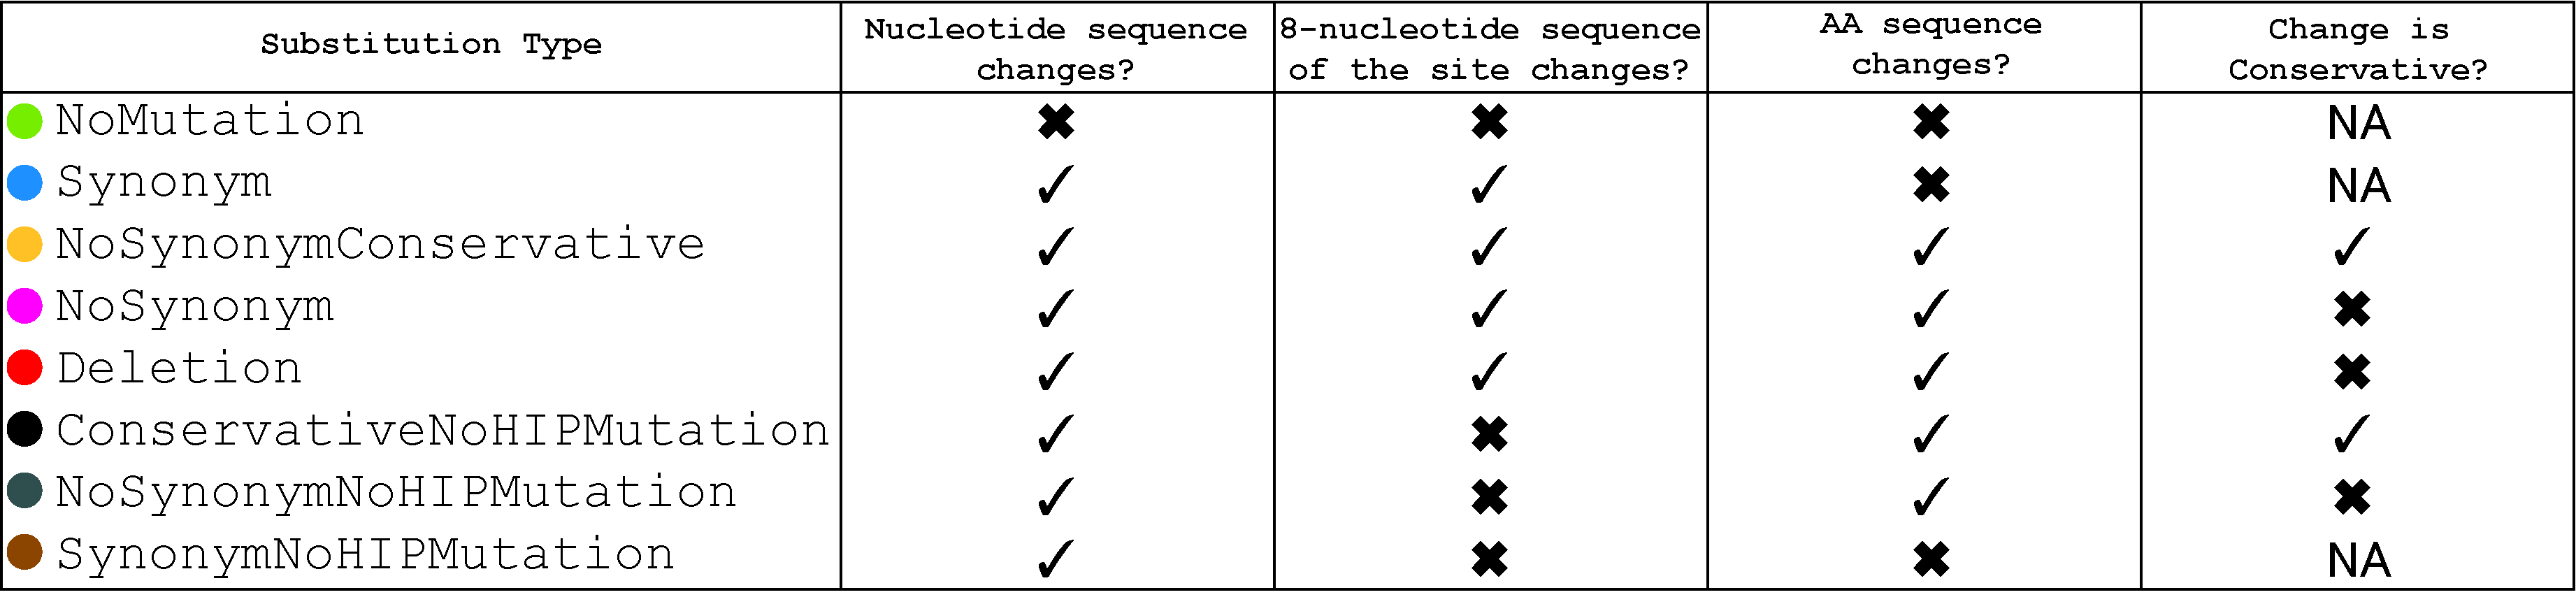 Substitution Type Nucleotide sequence changes? 8-nucleotide sequence of the site changes? AA sequence changes? Change is Conservative?
NoMutation ✖ ✖ ✖ NA
Synonym ✓ ✓ ✖ NA
NoSynonymConservative ✓ ✓ ✓ ✓
NoSynonym ✓ ✓ ✓ ✖
Deletion ✓ ✓ ✓ ✖
ConservativeNoHIPMutation ✓ ✖ ✓ ✓
NoSynonymNoHIPMutation ✓ ✖ ✓ ✖
SynonymNoHIPMutation ✓ ✖ ✖ NA